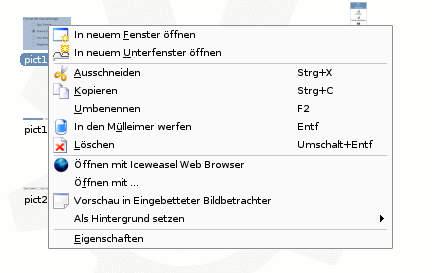 In neuem Fenster öffnen
In neuem Unterfenster öffnen
pict1
Ausschneiden Strg+X
Kopieren Strg+C
Umbenennen F2
pict1
In den Mülleimer werfen Entf
Löschen Umschalt+Entf
Öffnen mit Iceweasel Web Browser
Öffnen mit ...
pict2
Vorschau in Eingebetteter Bildbetrachter
Als Hintergrund setzen
Eigenschaften